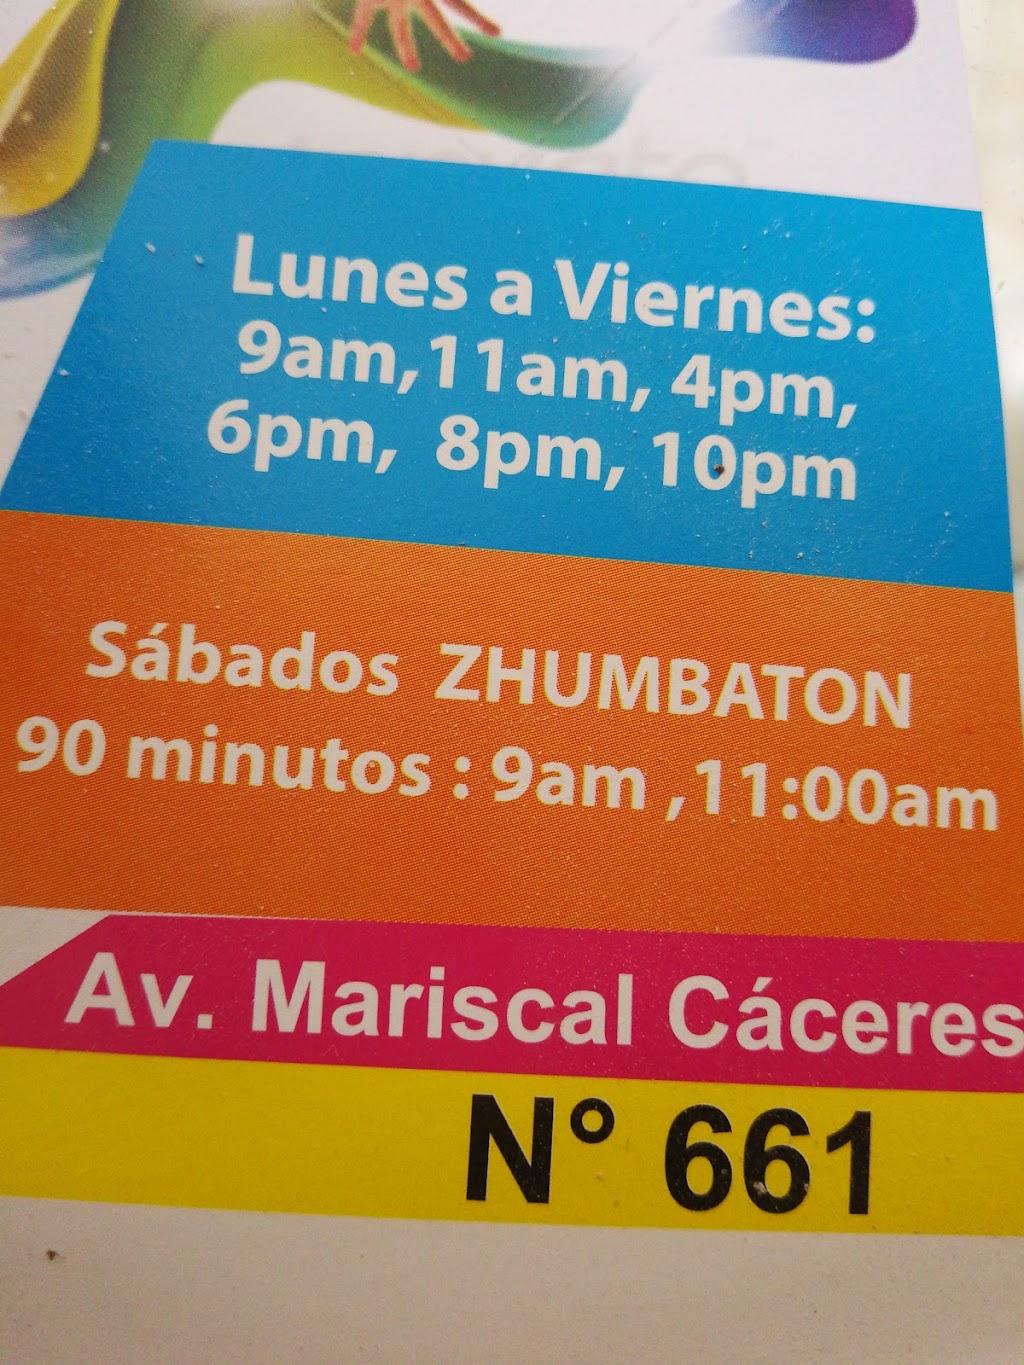 Lunes a Viernes:
9am,11am, 4pm,
6pm, 8pm, 10pm
Sábados ZHUMBATON
90 minutos : 9am ,11:00am
Av. Mariscal Cáceres
N° 661